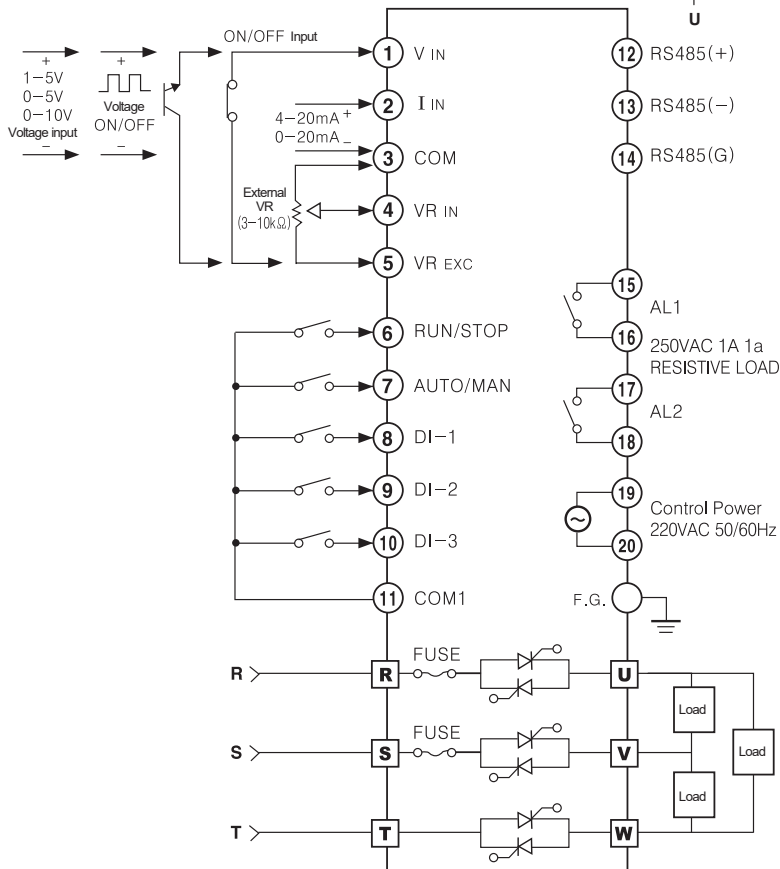 U
ON/OFF Input
+
1-5V
0-5V
0-10V
Voltage input
-
+
Voltage
ON/OFF
-
4-20mA +
0-20mA -
External
VR
(3-10kΩ)
1 V IN
2 I IN
3 COM
4 VR IN
5 VR EXC
6 RUN/STOP
7 AUTO/MAN
8 DI-1
9 DI-2
10 DI-3
11 COM1
12 RS485(+)
13 RS485(-)
14 RS485(G)
15
AL1
16
250VAC 1A 1a
RESISTIVE LOAD
17
AL2
18
19
Control Power
220VAC 50/60Hz
20
~
F.G.
R R FUSE U
Load
S S FUSE V
Load
Load
T T W